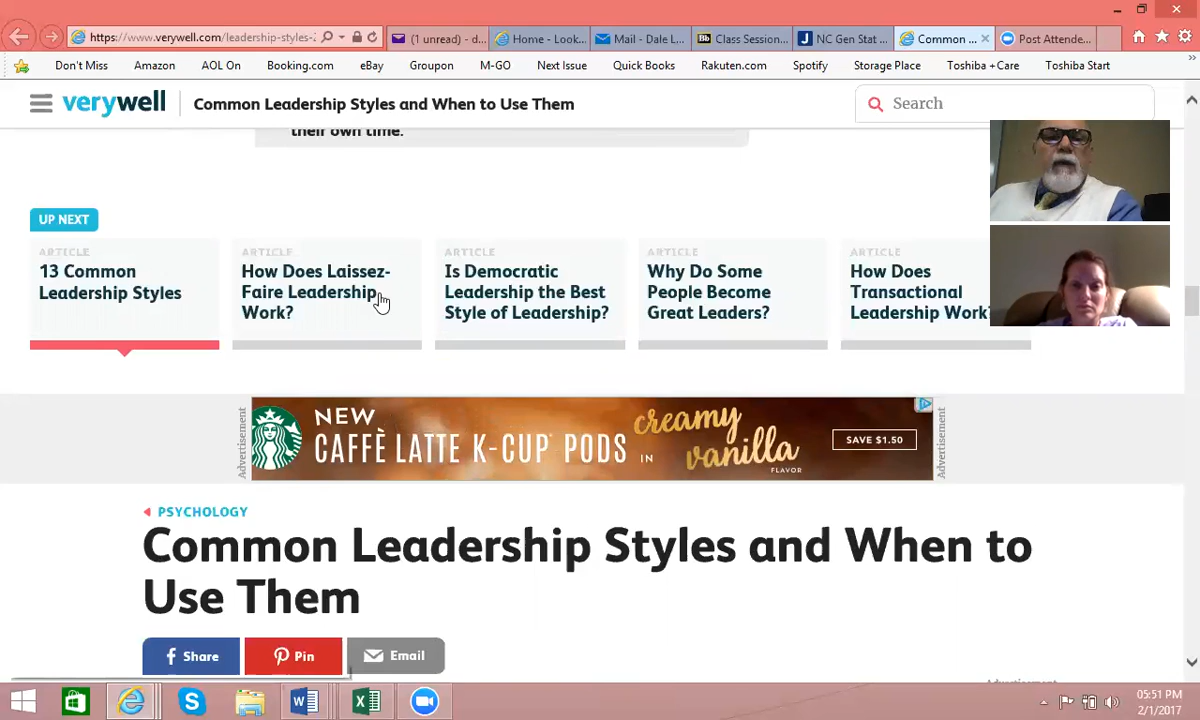 https://www.verywell.com/leadership-styles-2
(1 unread) - d...
Home - Look...
Mail - Dale L...
Bb Class Session...
NC Gen Stat ...
Common ...
Post Attende...
Don't Miss
Amazon
AOL On
Booking.com
eBay
Groupon
M-GO
Next Issue
Quick Books
Rakuten.com
Spotify
Storage Place
Toshiba +Care
Toshiba Start
verywell
Common Leadership Styles and When to Use Them
Search
their own time.
UP NEXT
ARTICLE
13 Common
Leadership Styles
ARTICLE
How Does Laissez-
Faire Leadership
Work?
ARTICLE
Is Democratic
Leadership the Best
Style of Leadership?
ARTICLE
Why Do Some
People Become
Great Leaders?
ARTICLE
How Does
Transactional
Leadership Work?
Advertisement
NEW
CAFFÈ LATTE K-CUP PODS
IN
creamy
vanilla
FLAVOR
SAVE $1.50
Advertisement
PSYCHOLOGY
Common Leadership Styles and When to
Use Them
Share
Pin
Email
Advertisement
05:51 PM
2/1/2017